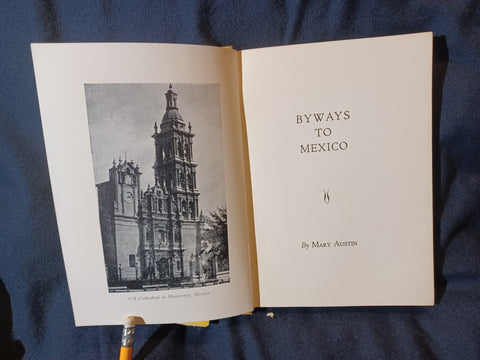 Old Cathedral in Monterrey, Mexico
BYWAYS
TO
MEXICO
By MARY AUSTIN